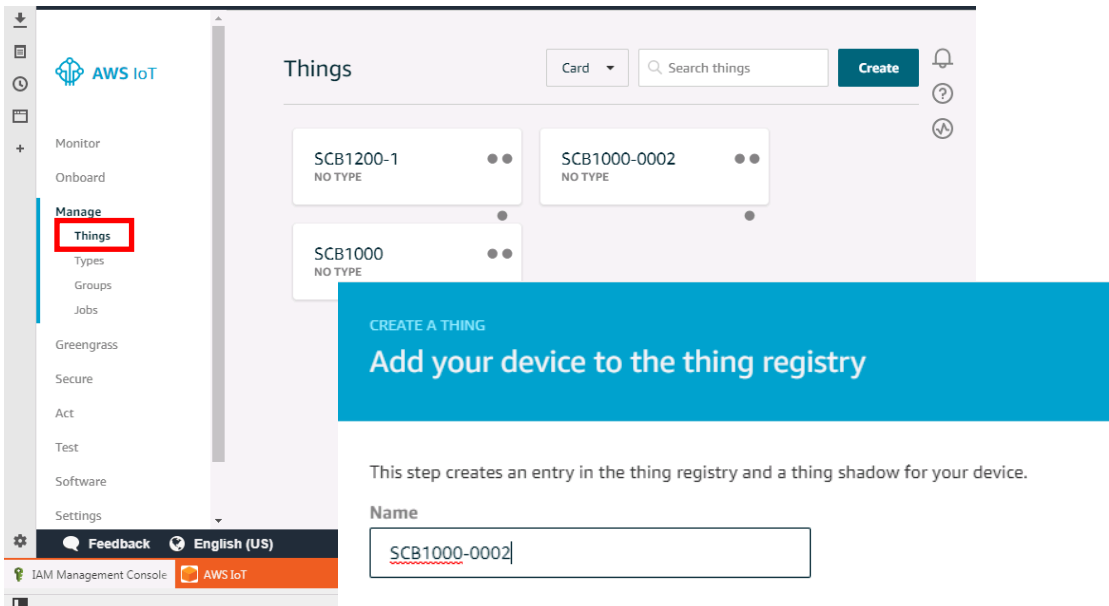 AWS IoT
Monitor
Onboard
Manage
Things
Types
Groups
Jobs
Greengrass
Secure
Act
Test
Software
Settings
Things
Card
Search things
Create
SCB1200-1
NO TYPE
SCB1000-0002
NO TYPE
SCB1000
NO TYPE
CREATE A THING
Add your device to the thing registry
This step creates an entry in the thing registry and a thing shadow for your device.
Name
SCB1000-0002
Feedback English (US)
IAM Management Console AWS IoT